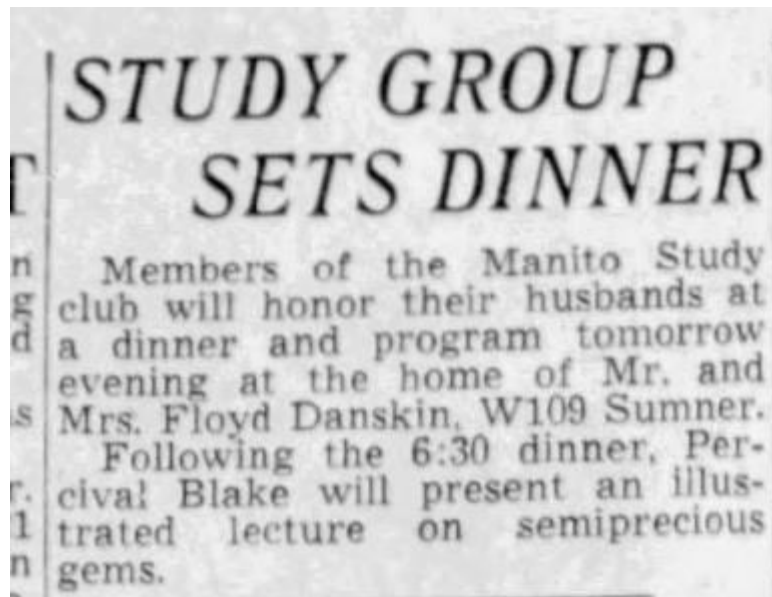 STUDY GROUP
SETS DINNER
Members of the Manito Study
club will honor their husbands at
a dinner and program tomorrow
evening at the home of Mr. and
Mrs. Floyd Danskin, W109 Sumner.
Following the 6:30 dinner, Per-
cival Blake will present an illus-
trated lecture on semiprecious
gems.